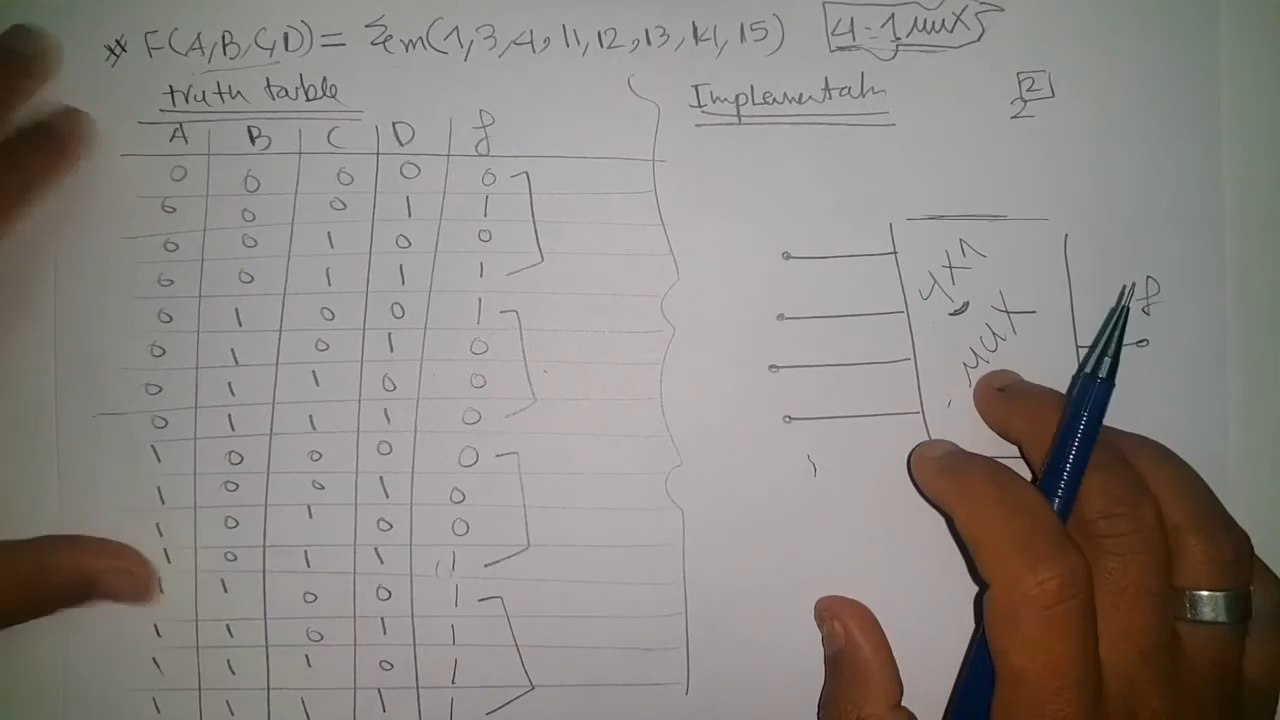 ** F(A,B,C,D)= Σm(1,3,4,11,12,13,14,15) 4-1 MUX
truth table
Implementatn
2^2
A B C D f
0 0 0 0 0
0 0 0 1 1
0 0 1 0 0
0 0 1 1 1
0 1 0 0 1
0 1 0 1 0
0 1 1 0 0
0 1 1 1 0
1 0 0 0 0
1 0 0 1 0
1 0 1 0 0
1 0 1 1 1
1 1 0 0 1
1 1 0 1 1
1 1 1 0 1
1 1 1 1 1
4x1
MUX
f